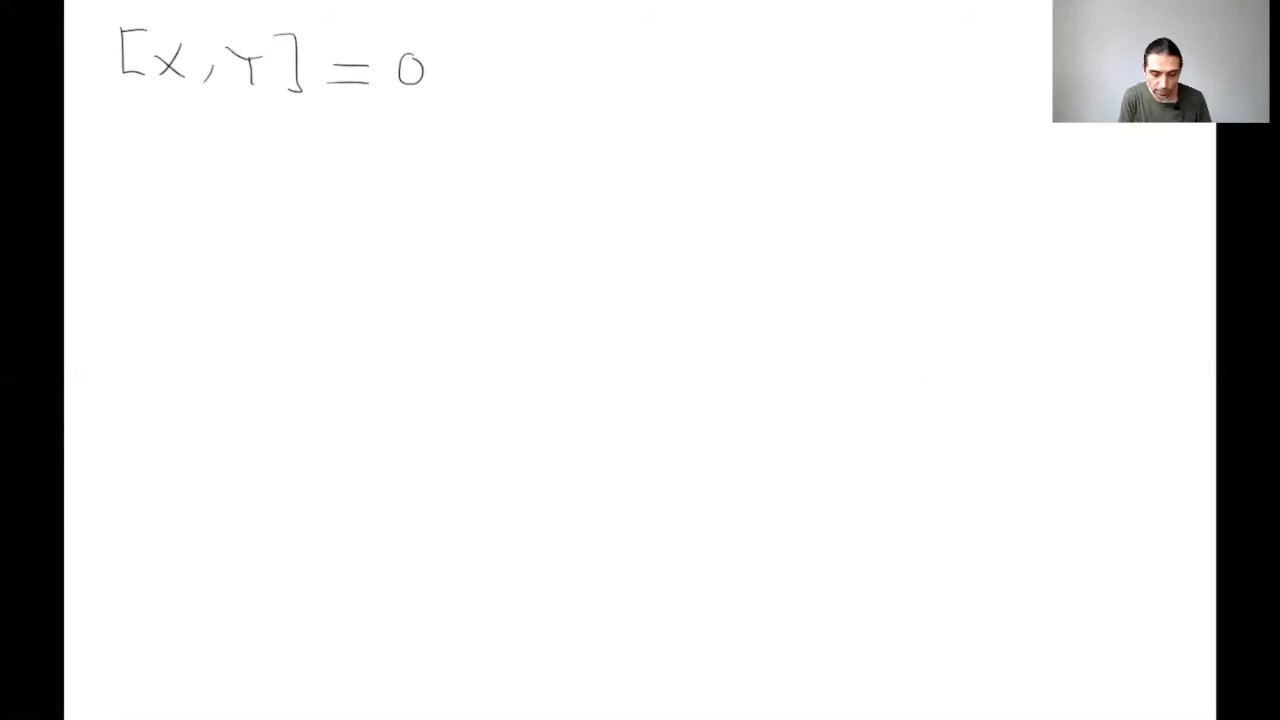 [X, Y] = 0